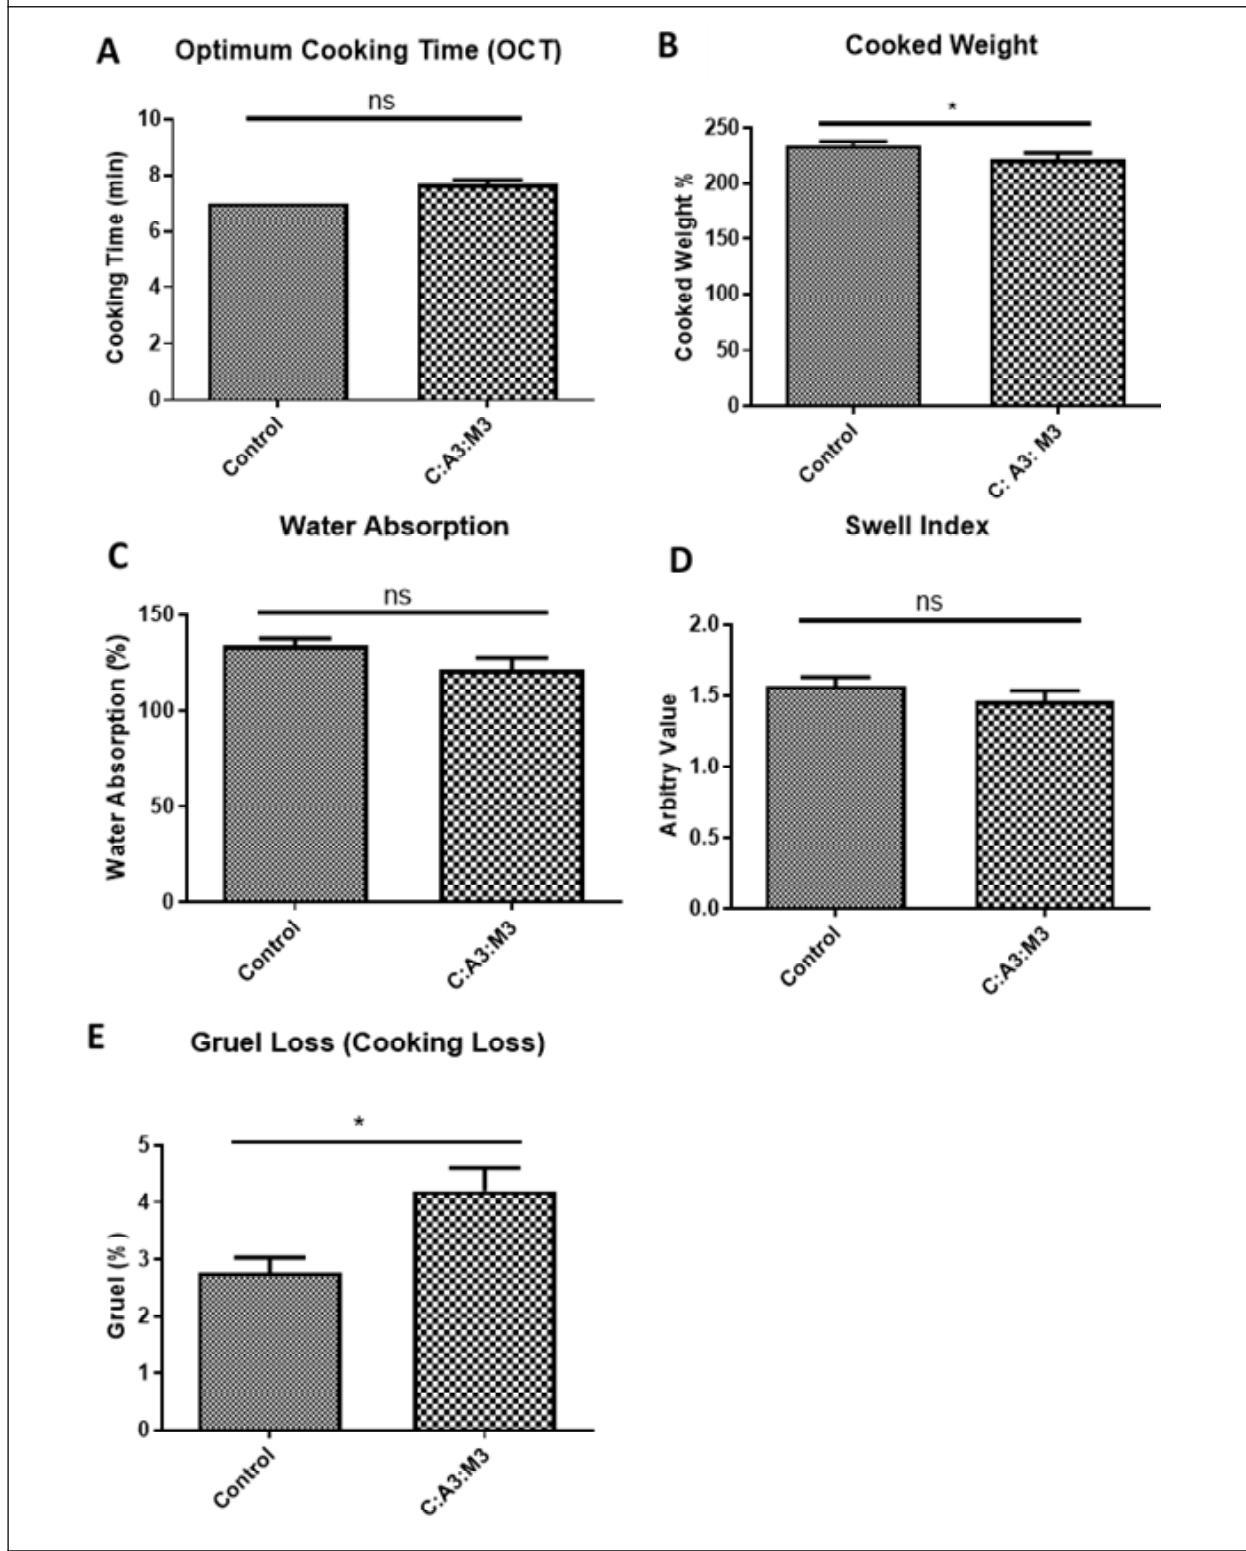 A
Optimum Cooking Time (OCT)
ns
10
8
6
4
2
0
Cooking Time (min)
Control
C:A3:M3
B
Cooked Weight
*
250
200
150
100
50
0
Cooked Weight %
Control
C: A3: M3
C
Water Absorption
ns
150
100
50
0
Water Absorption (%)
Control
C:A3:M3
D
Swell Index
ns
2.0
1.5
1.0
0.5
0.0
Arbitry Value
Control
C:A3:M3
E
Gruel Loss (Cooking Loss)
*
5
4
3
2
1
0
Gruel (% )
Control
C:A3:M3